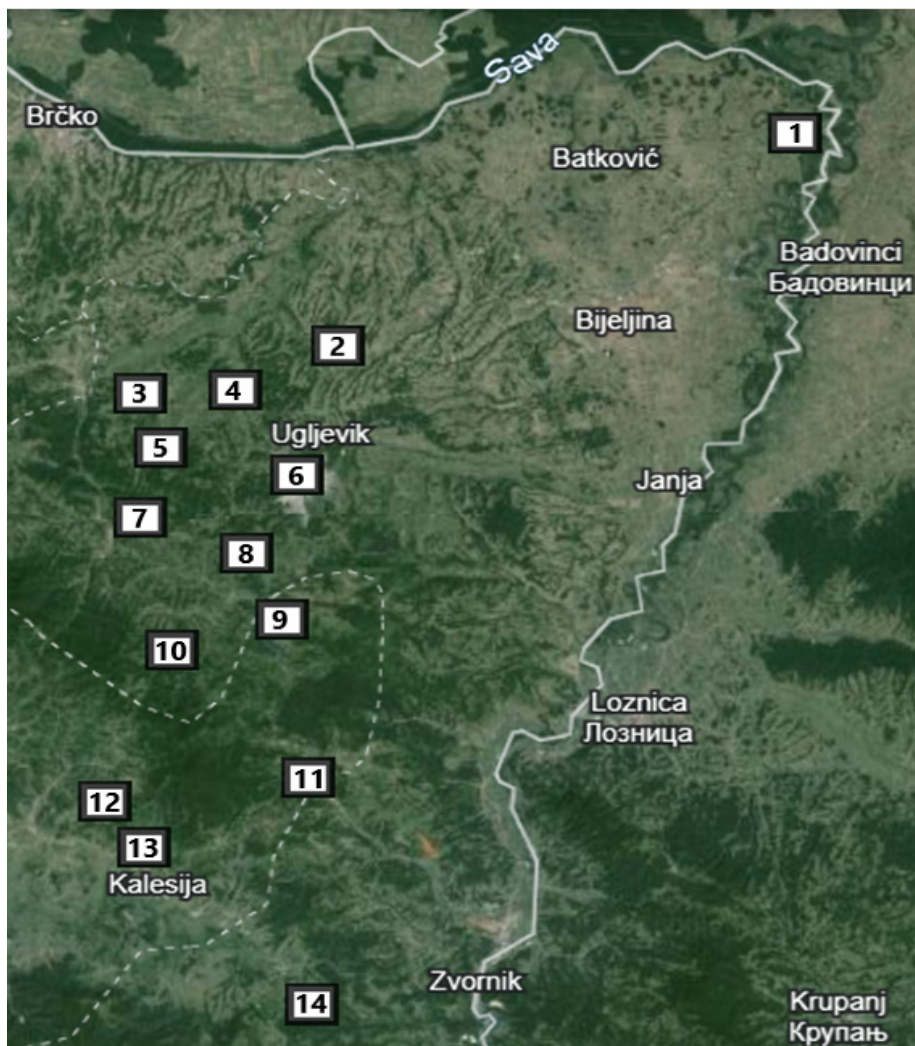 Sava
Brčko
1
Batković
Badovinci
Бадовинци
Bijeljina
2
3
4
Ugljevik
5
6
Janja
7
8
9
10
Loznica
Лозница
11
12
13
Kalesija
Zvornik
14
Krupanj
Крупањ